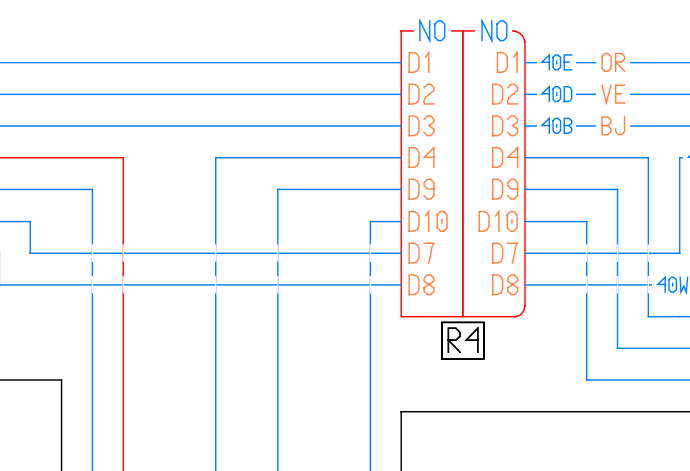 NO NO
D1 D1 40E OR
D2 D2 40D VE
D3 D3 40B BJ
D4 D4
D9 D9
D10 D10
D7 D7
D8 D8 40W
R4